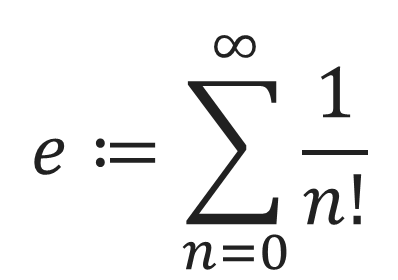 e ≔ ∑_{n=0}^{∞} 1/n!